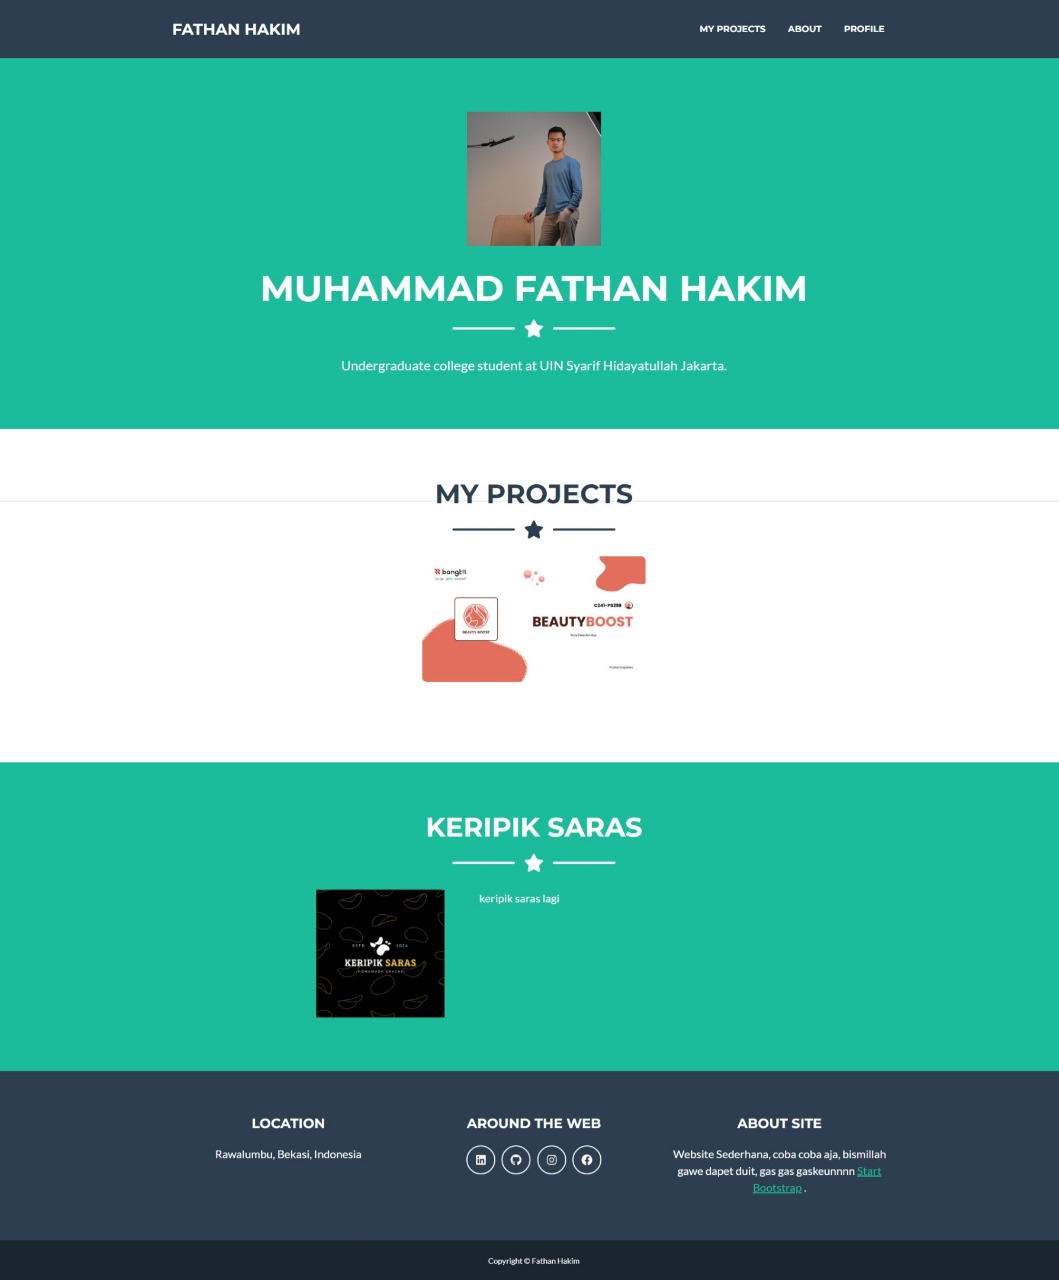 FATHAN HAKIM
MY PROJECTS
ABOUT
PROFILE
MUHAMMAD FATHAN HAKIM
Undergraduate college student at UIN Syarif Hidayatullah Jakarta.
MY PROJECTS
bangkit
C241-PS288
BEAUTYBOOST
BEAUTY BOOST
KERIPIK SARAS
keripik saras lagi
ESTD 2024
KERIPIK SARAS
HOMEMADE SNACKS
LOCATION
Rawalumbu, Bekasi, Indonesia
AROUND THE WEB
ABOUT SITE
Website Sederhana, coba coba aja, bismillah
gawe dapet duit, gas gas gaskeunnnn Start
Bootstrap .
Copyright © Fathan Hakim